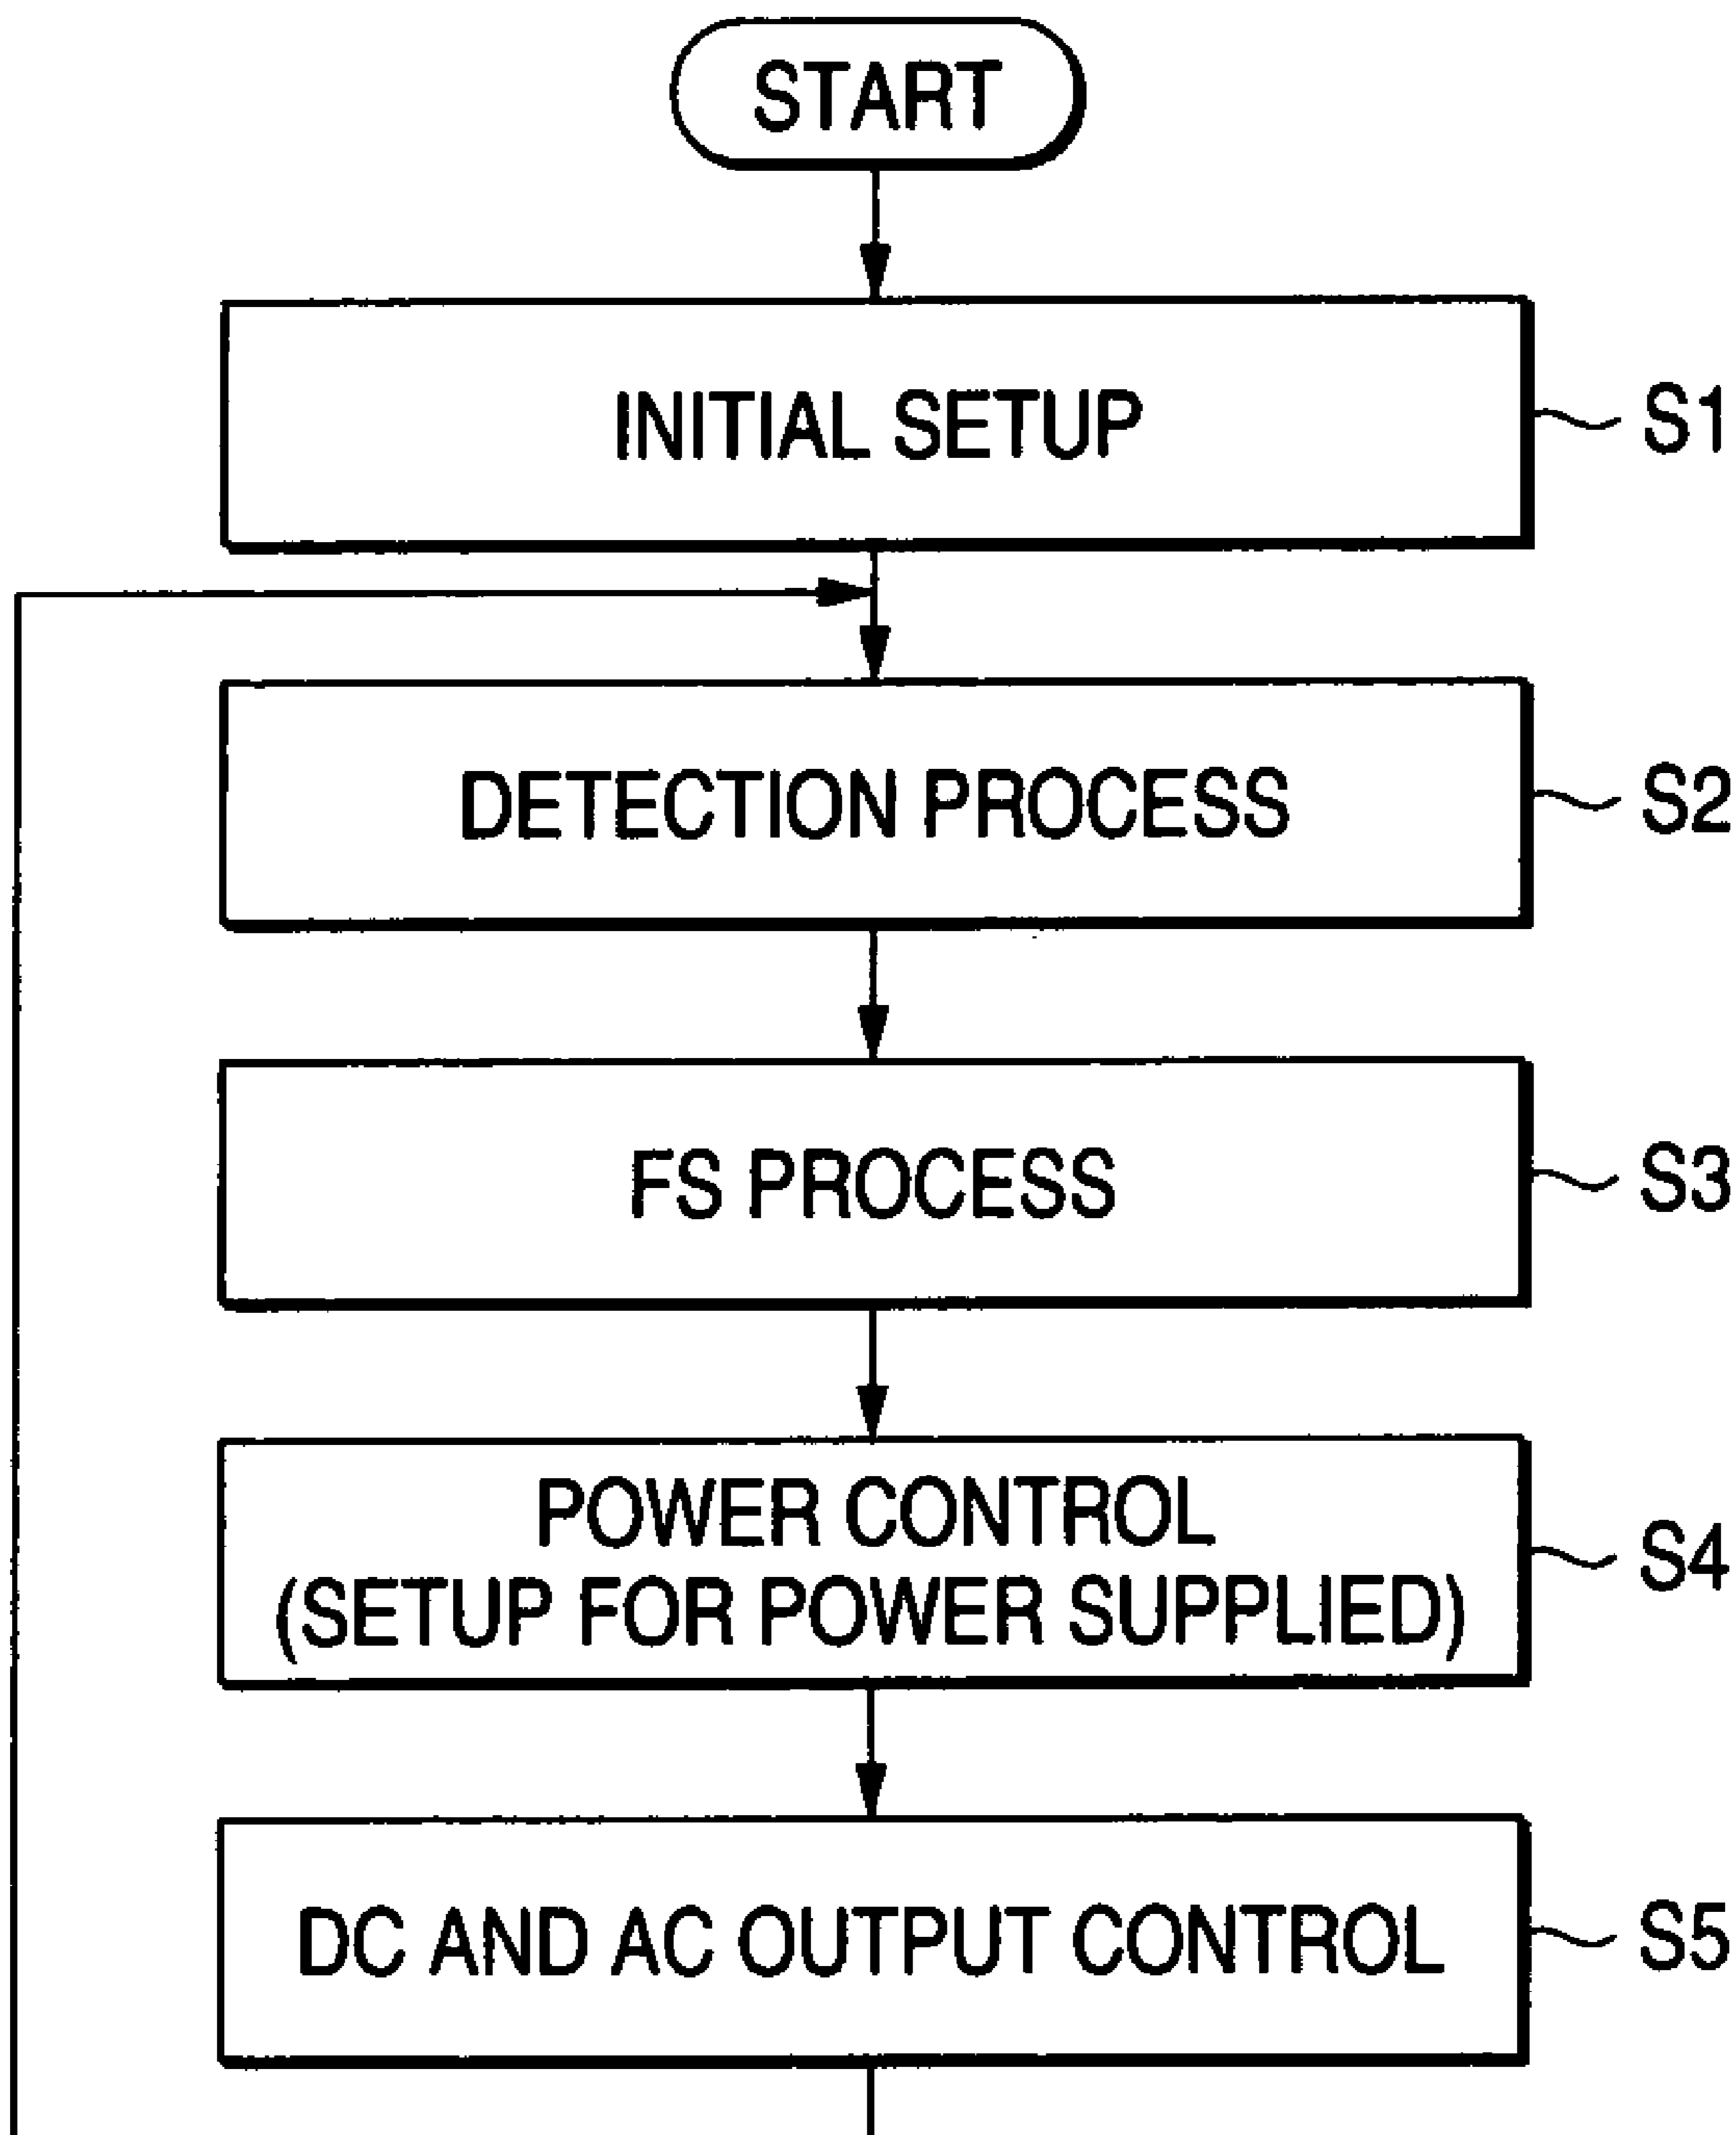 START
INITIAL SETUP
S1
DETECTION PROCESS
S2
FS PROCESS
S3
POWER CONTROL
(SETUP FOR POWER SUPPLIED)
S4
DC AND AC OUTPUT CONTROL
S5